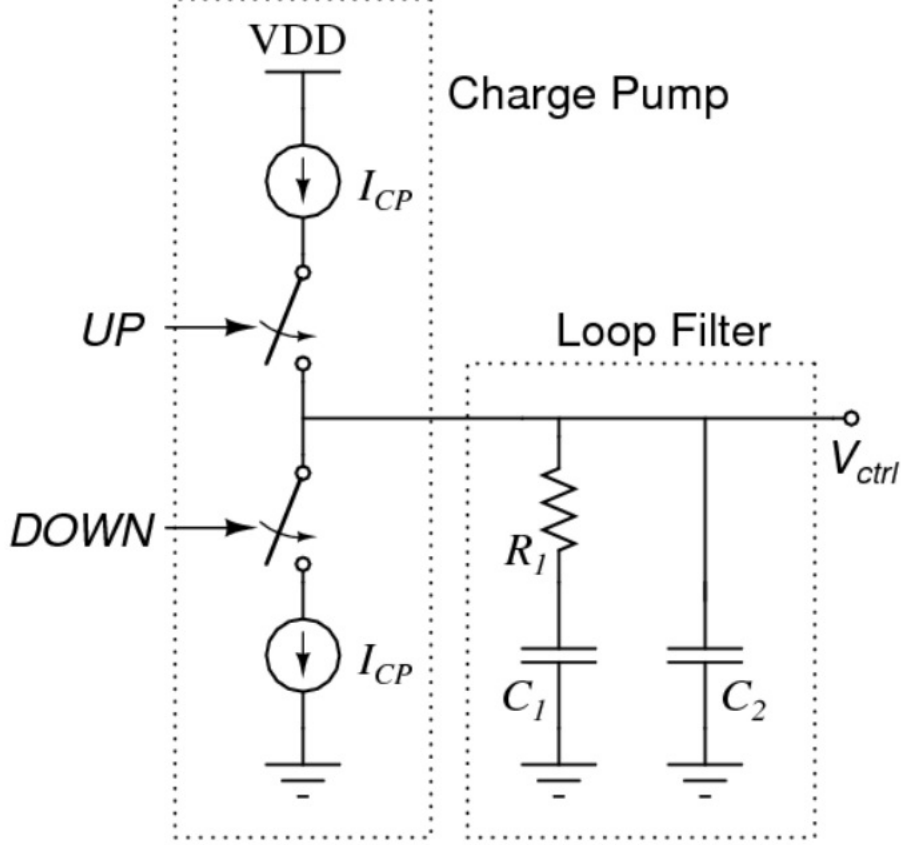 VDD
Charge Pump
I_CP
UP
Loop Filter
V_ctrl
DOWN
R_1
I_CP
C_1
C_2